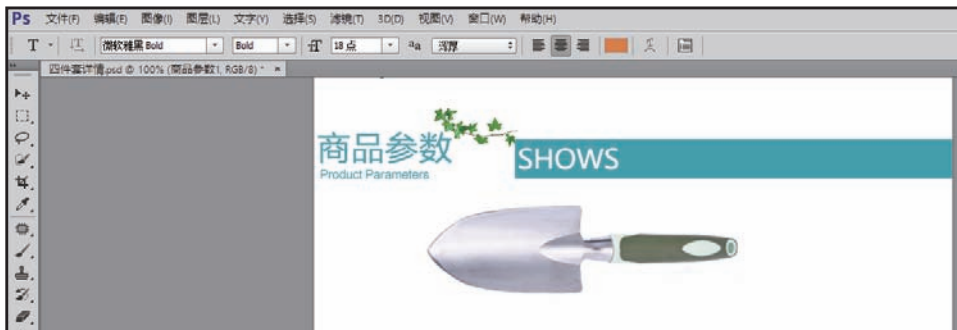 Ps 文件(F) 编辑(E) 图像(I) 图层(L) 文字(Y) 选择(S) 滤镜(T) 3D(D) 视图(V) 窗口(W) 帮助(H)
T 微软雅黑 Bold Bold 18 点 aa 浑厚
四件套详情.psd @ 100% (商品参数1, RGB/8) * ×
商品参数
SHOWS
Product Parameters